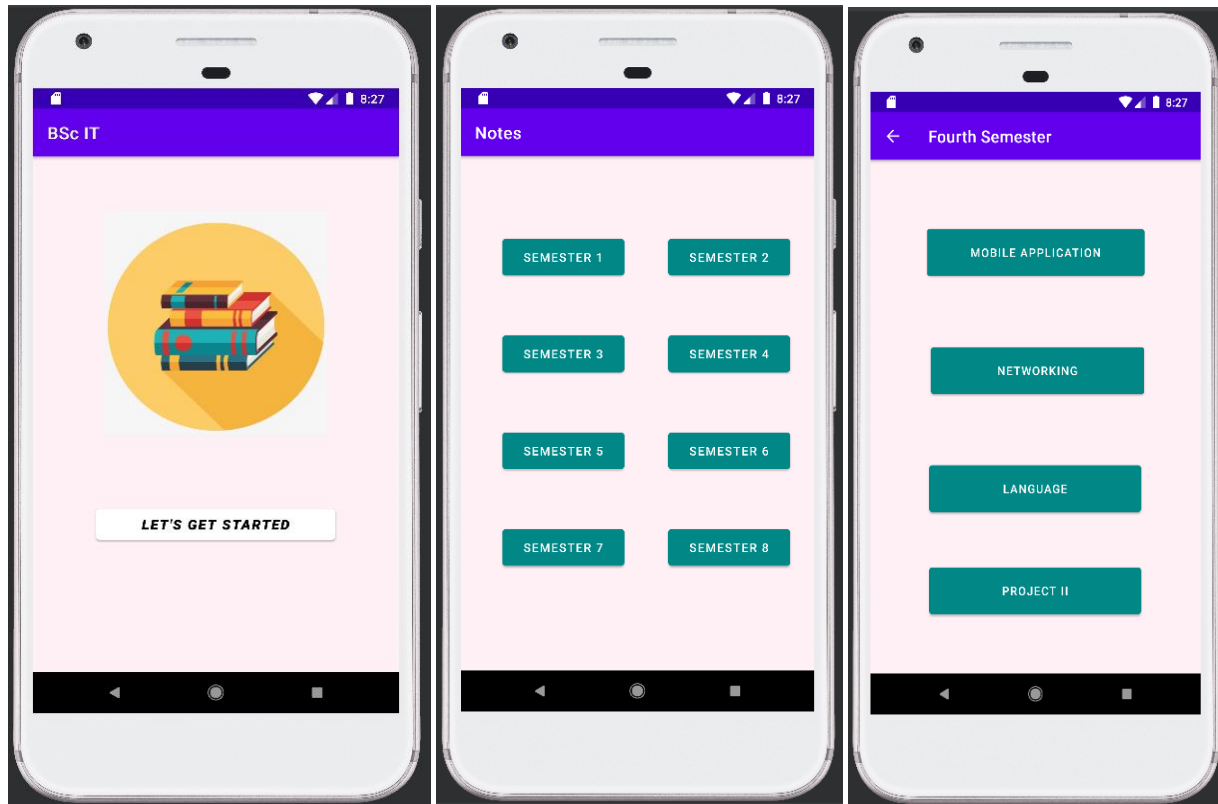 8:27
BSc IT
LET'S GET STARTED
8:27
Notes
SEMESTER 1 SEMESTER 2
SEMESTER 3 SEMESTER 4
SEMESTER 5 SEMESTER 6
SEMESTER 7 SEMESTER 8
8:27
Fourth Semester
MOBILE APPLICATION
NETWORKING
LANGUAGE
PROJECT II